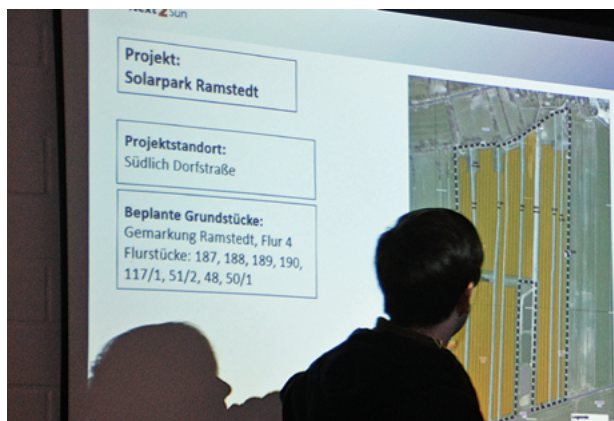 Next2Sun
Projekt:
Solarpark Ramstedt
Projektstandort:
Südlich Dorfstraße
Beplante Grundstücke:
Gemarkung Ramstedt, Flur 4
Flurstücke: 187, 188, 189, 190,
117/1, 51/2, 48, 50/1